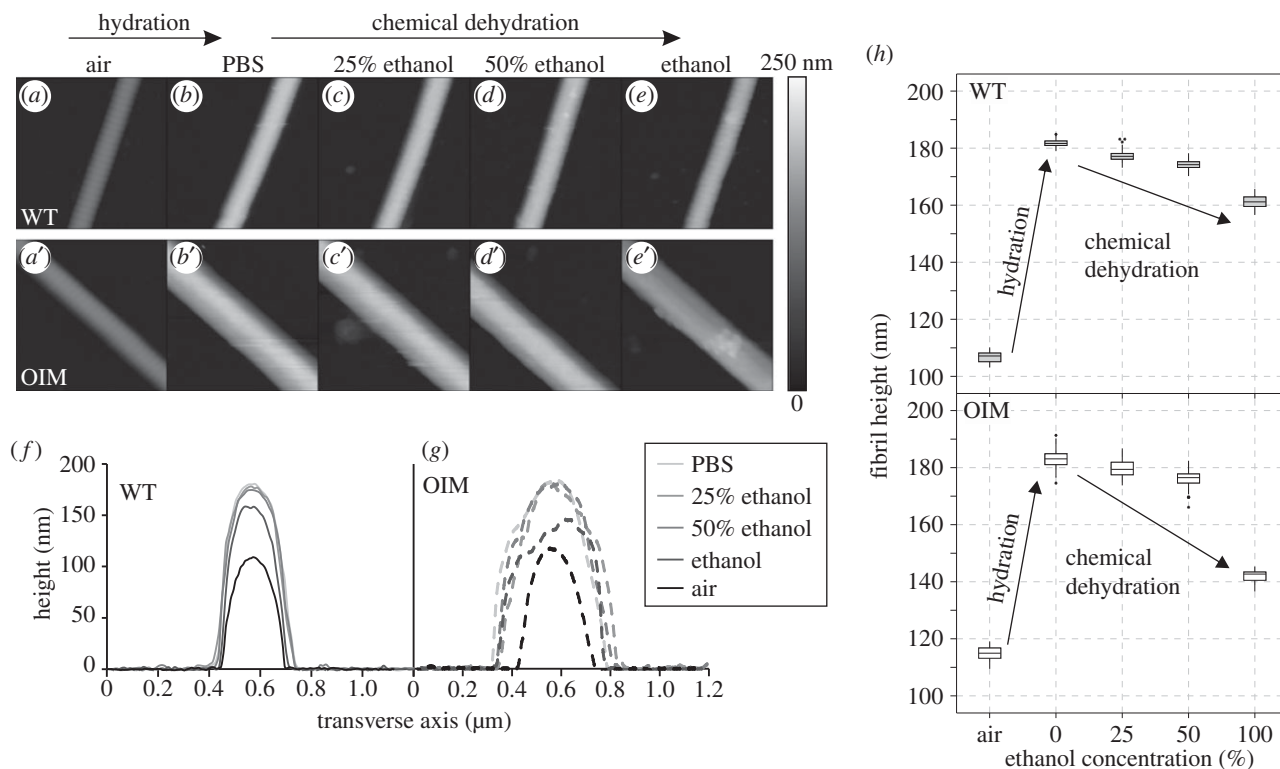 hydration
chemical dehydration
air
PBS
25% ethanol
50% ethanol
ethanol
250 nm
(a)
(b)
(c)
(d)
(e)
WT
(a′)
(b′)
(c′)
(d′)
(e′)
OIM
0
(f)
WT
200
150
100
50
0
height (nm)
0
0.2
0.4
0.6
0.8
1.0
(g)
OIM
0
0.2
0.4
0.6
0.8
1.0
1.2
transverse axis (μm)
PBS
25% ethanol
50% ethanol
ethanol
air
(h)
WT
200
180
160
140
120
100
hydration
chemical
dehydration
fibril height (nm)
OIM
200
180
160
140
120
100
hydration
chemical
dehydration
air
0
25
50
100
ethanol concentration (%)